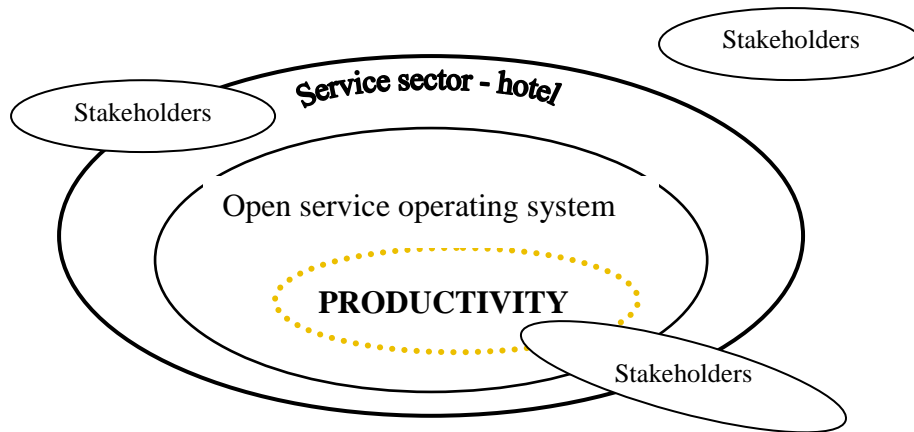 Stakeholders
Service sector - hotel
Stakeholders
Open service operating system
PRODUCTIVITY
Stakeholders